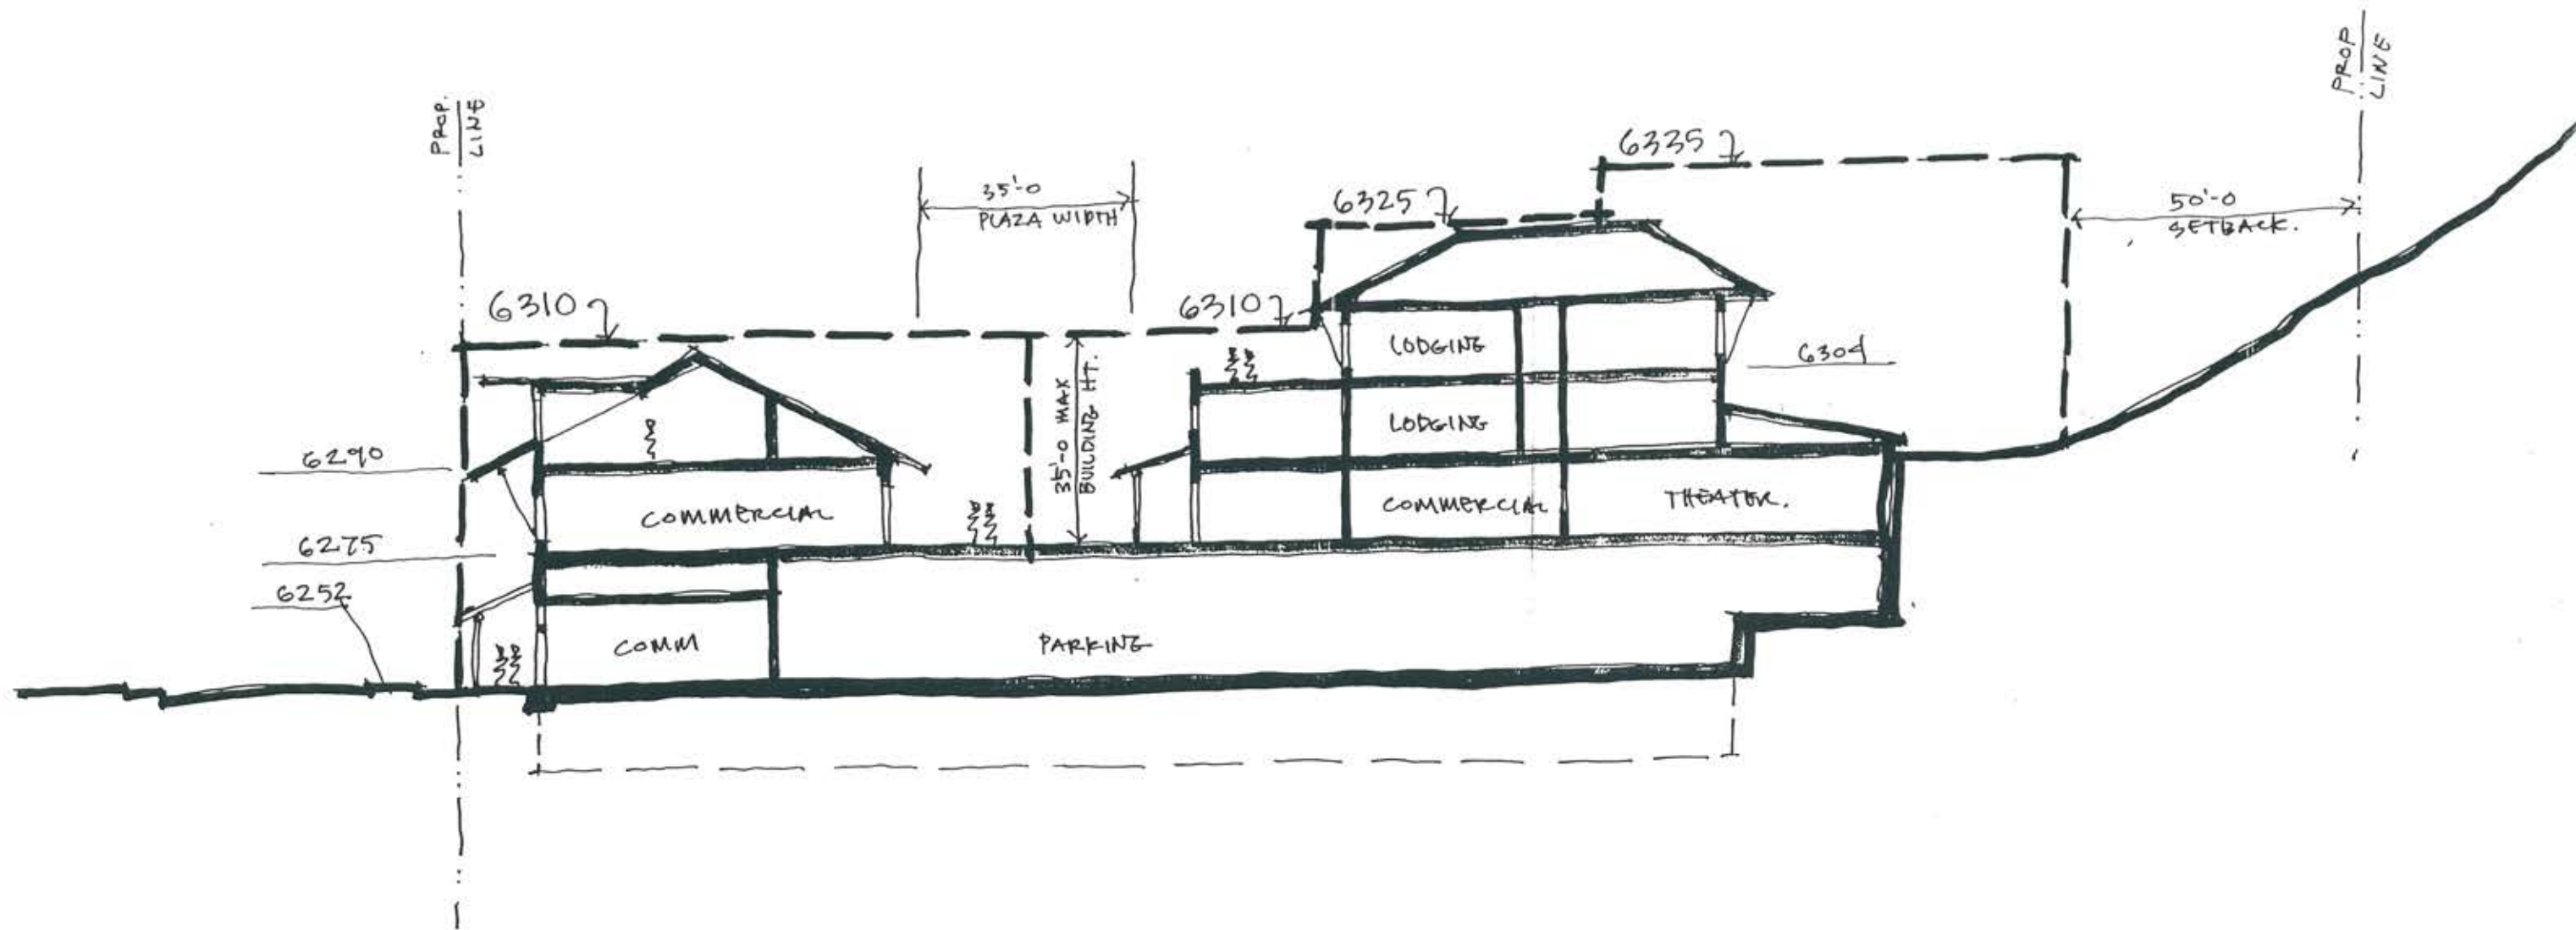 PROP
LINE
PROP.
LINE
6335
35'-0
PLAZA WIDTH
6325
50'-0
SETBACK.
6310
6310
35'-0 MAX
BUILDING HT.
LODGING
6304
LODGING
6290
COMMERCIAL
COMMERCIAL
THEATER.
6275
6252
COMM
PARKING